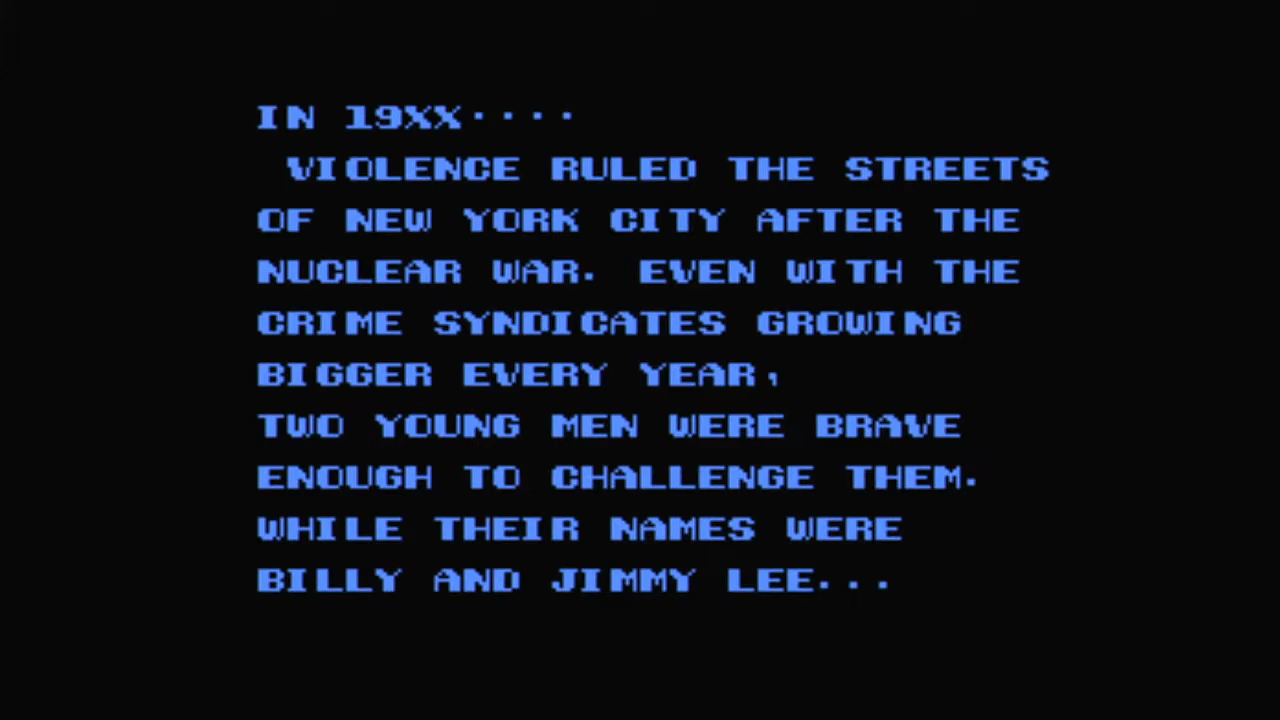 IN 19XX····
VIOLENCE RULED THE STREETS
OF NEW YORK CITY AFTER THE
NUCLEAR WAR. EVEN WITH THE
CRIME SYNDICATES GROWING
BIGGER EVERY YEAR,
TWO YOUNG MEN WERE BRAVE
ENOUGH TO CHALLENGE THEM.
WHILE THEIR NAMES WERE
BILLY AND JIMMY LEE...